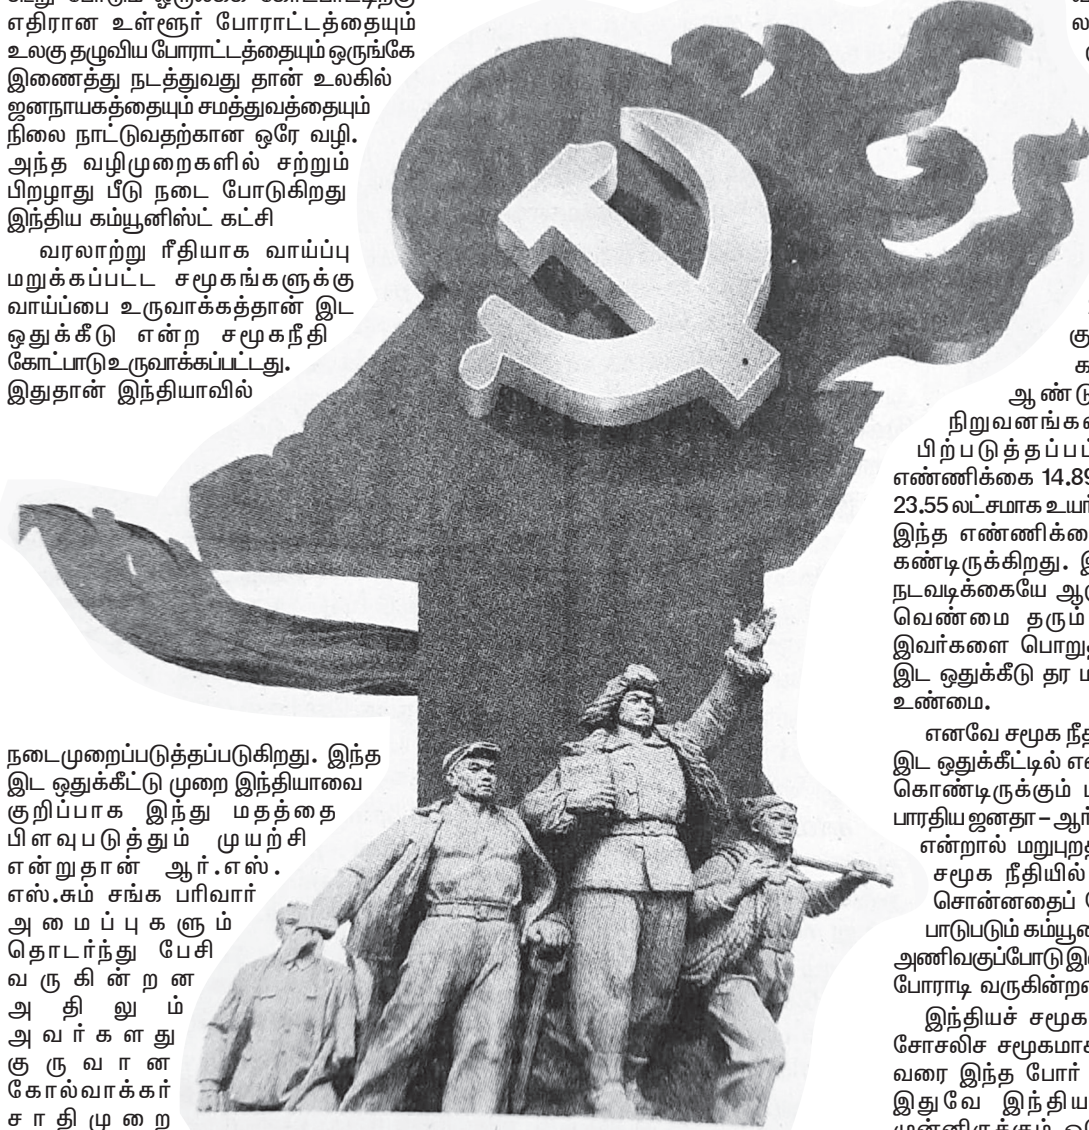 எதிரான உள்ளூர் போராட்டத்தையும்
உலகு தழுவிய போராட்டத்தையும் ஒருங்கே
இணைத்து நடத்துவது தான் உலகில்
ஜனநாயகத்தையும் சமத்துவத்தையும்
நிலை நாட்டுவதற்கான ஒரே வழி.
அந்த வழிமுறைகளில் சற்றும்
பிறழாது பீடு நடை போடுகிறது
இந்திய கம்யூனிஸ்ட் கட்சி
வரலாற்று ரீதியாக வாய்ப்பு
மறுக்கப்பட்ட சமூகங்களுக்கு
வாய்ப்பை உருவாக்கத்தான் இட
ஒதுக்கீடு என்ற சமூகநீதி
கோட்பாடு உருவாக்கப்பட்டது.
இதுதான் இந்தியாவில்
நடைமுறைப்படுத்தப்படுகிறது. இந்த
இட ஒதுக்கீட்டு முறை இந்தியாவை
குறிப்பாக இந்து மதத்தை
பிளவுபடுத்தும் முயற்சி
என்றுதான் ஆர்.எஸ்.
எஸ்.சும் சங்க பரிவார்
அமைப்புகளும்
தொடர்ந்து பேசி
வருகின்றன
அதிலும்
அவர்களது
குருவான
கோல்வாக்கர்
சாதிமுறை
ஆண்டு
நிறுவனங்க
பிற்படுத்தப்ப
எண்ணிக்கை 14.89
23.55 லட்சமாக உயர்
இந்த எண்ணிக்கை
கண்டிருக்கிறது.
நடவடிக்கையே
வெண்மை தரும்
இவர்களை பொறு
இட ஒதுக்கீடு தர
உண்மை.
எனவே சமூக நீத
இட ஒதுக்கீட்டில்
கொண்டிருக்கும்
பாரதிய ஜனதா – ஆர்
என்றால் மறுபுற
சமூக நீதியில்
சொன்னதைப்
பாடுபடும் கம்யூ
அணிவகுப்போடு
போராடி வருகின்ற
இந்தியச் சமூக
சோசலிச சமூகமாக
வரை இந்த போர்
இதுவே இந்திய